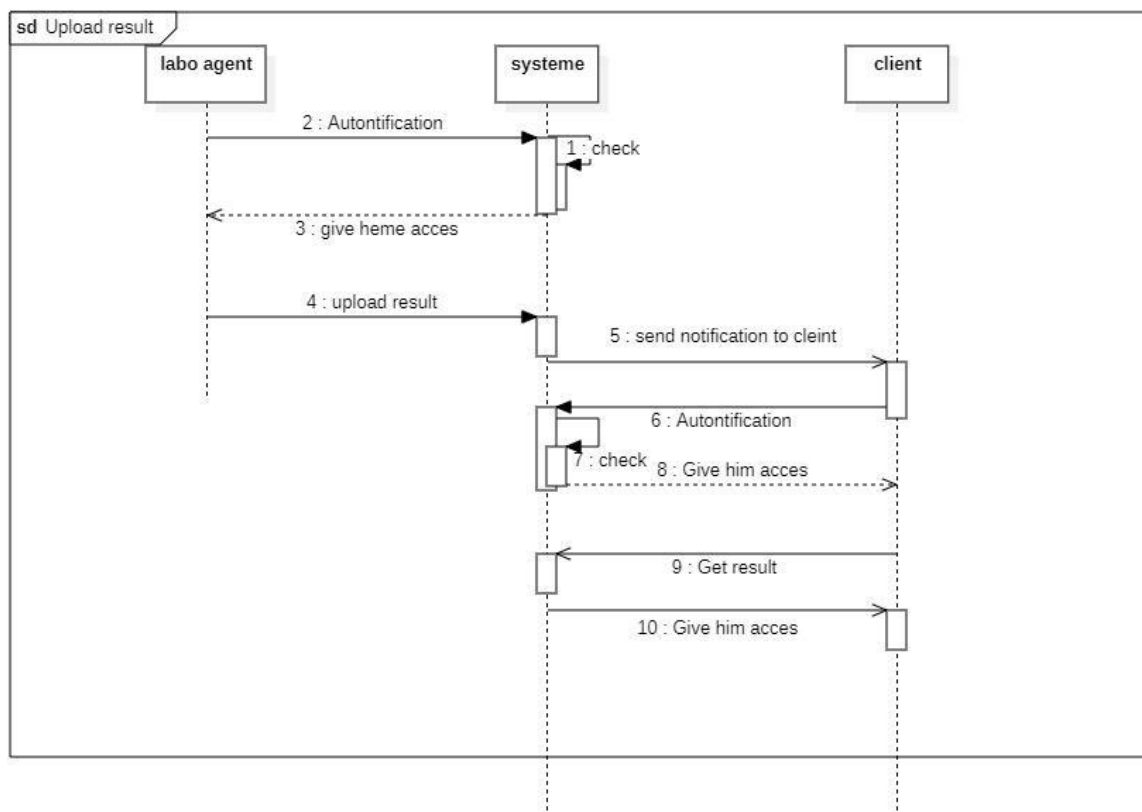 sd Upload result
labo agent
systeme
client
2 : Autontification
1 : check
3 : give heme acces
4 : upload result
5 : send notification to cleint
6 : Autontification
7 : check
8 : Give him acces
9 : Get result
10 : Give him acces